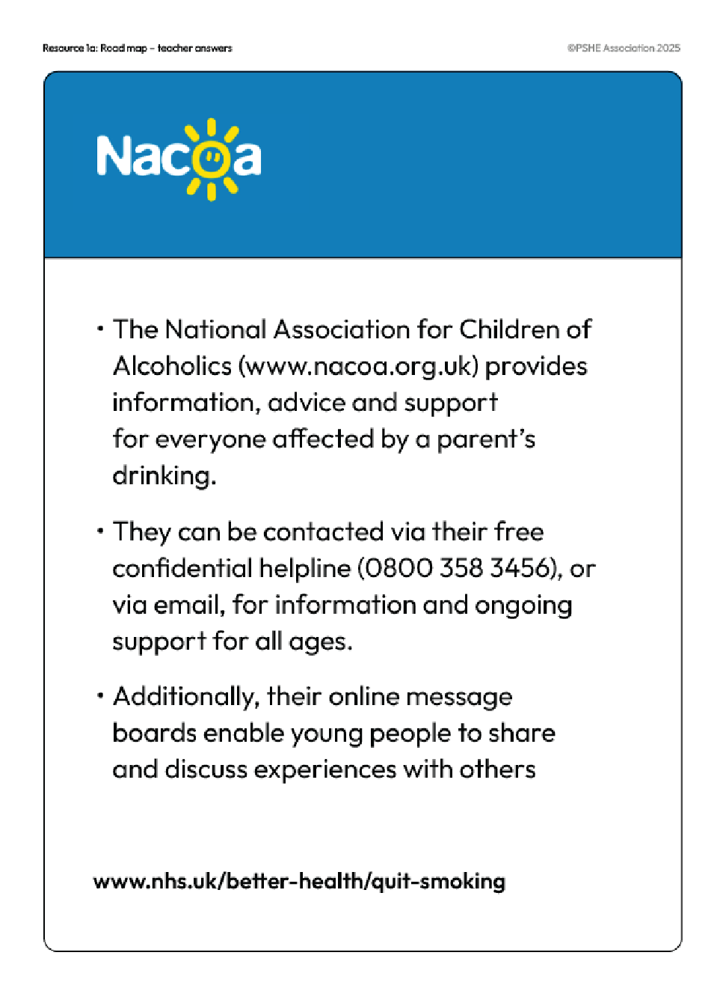 Resource 1a: Road map – teacher answers
©PSHE Association 2025
Nacoa
• The National Association for Children of
Alcoholics (www.nacoa.org.uk) provides
information, advice and support
for everyone affected by a parent’s
drinking.
• They can be contacted via their free
confidential helpline (0800 358 3456), or
via email, for information and ongoing
support for all ages.
• Additionally, their online message
boards enable young people to share
and discuss experiences with others
www.nhs.uk/better-health/quit-smoking